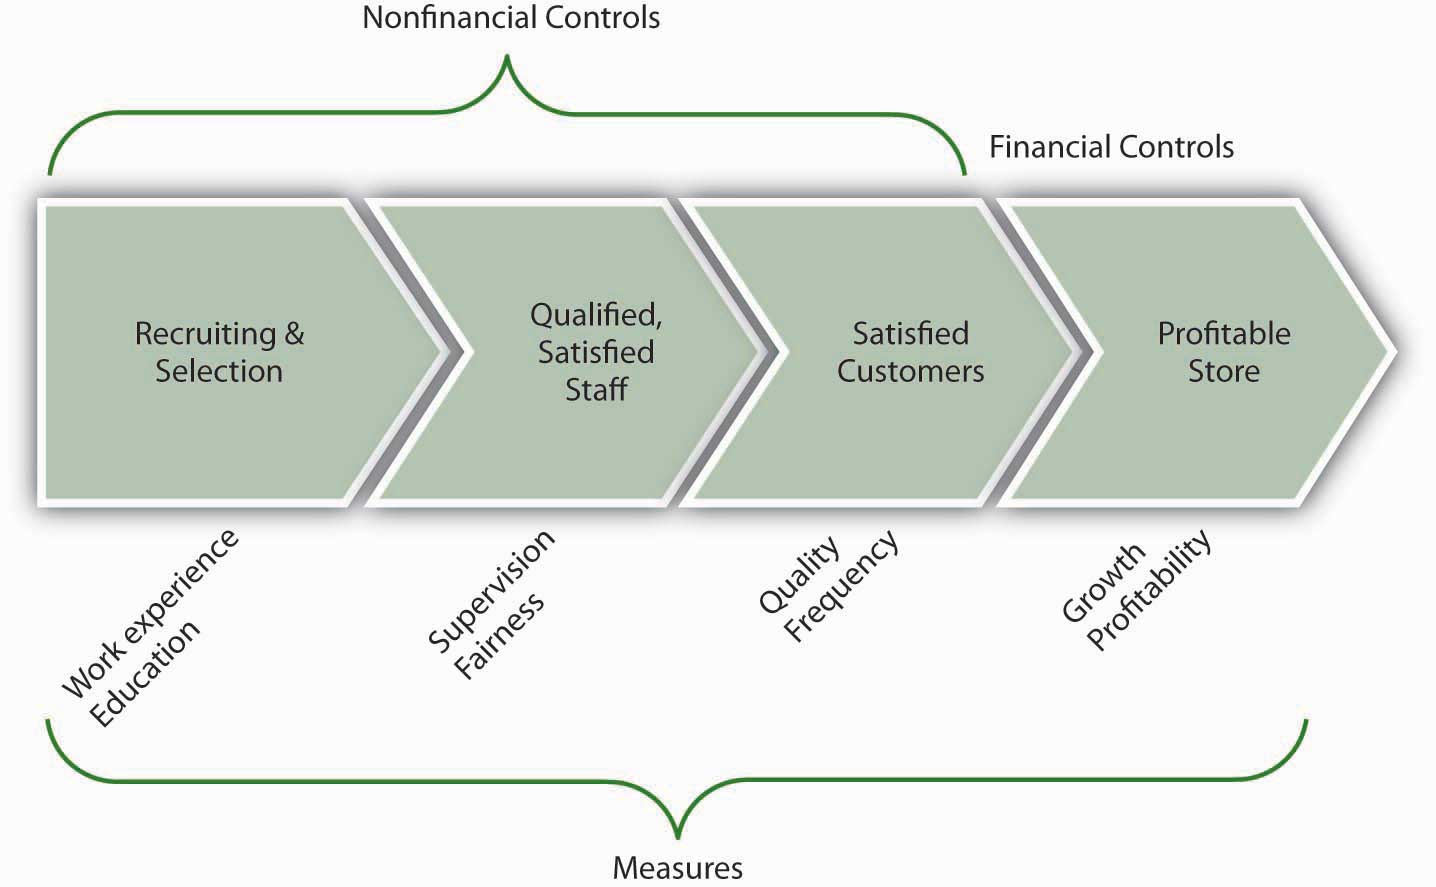 Nonfinancial Controls
Financial Controls
Recruiting &
Selection
Qualified,
Satisfied
Staff
Satisfied
Customers
Profitable
Store
Work experience
Education
Supervision
Fairness
Quality
Frequency
Growth
Profitability
Measures